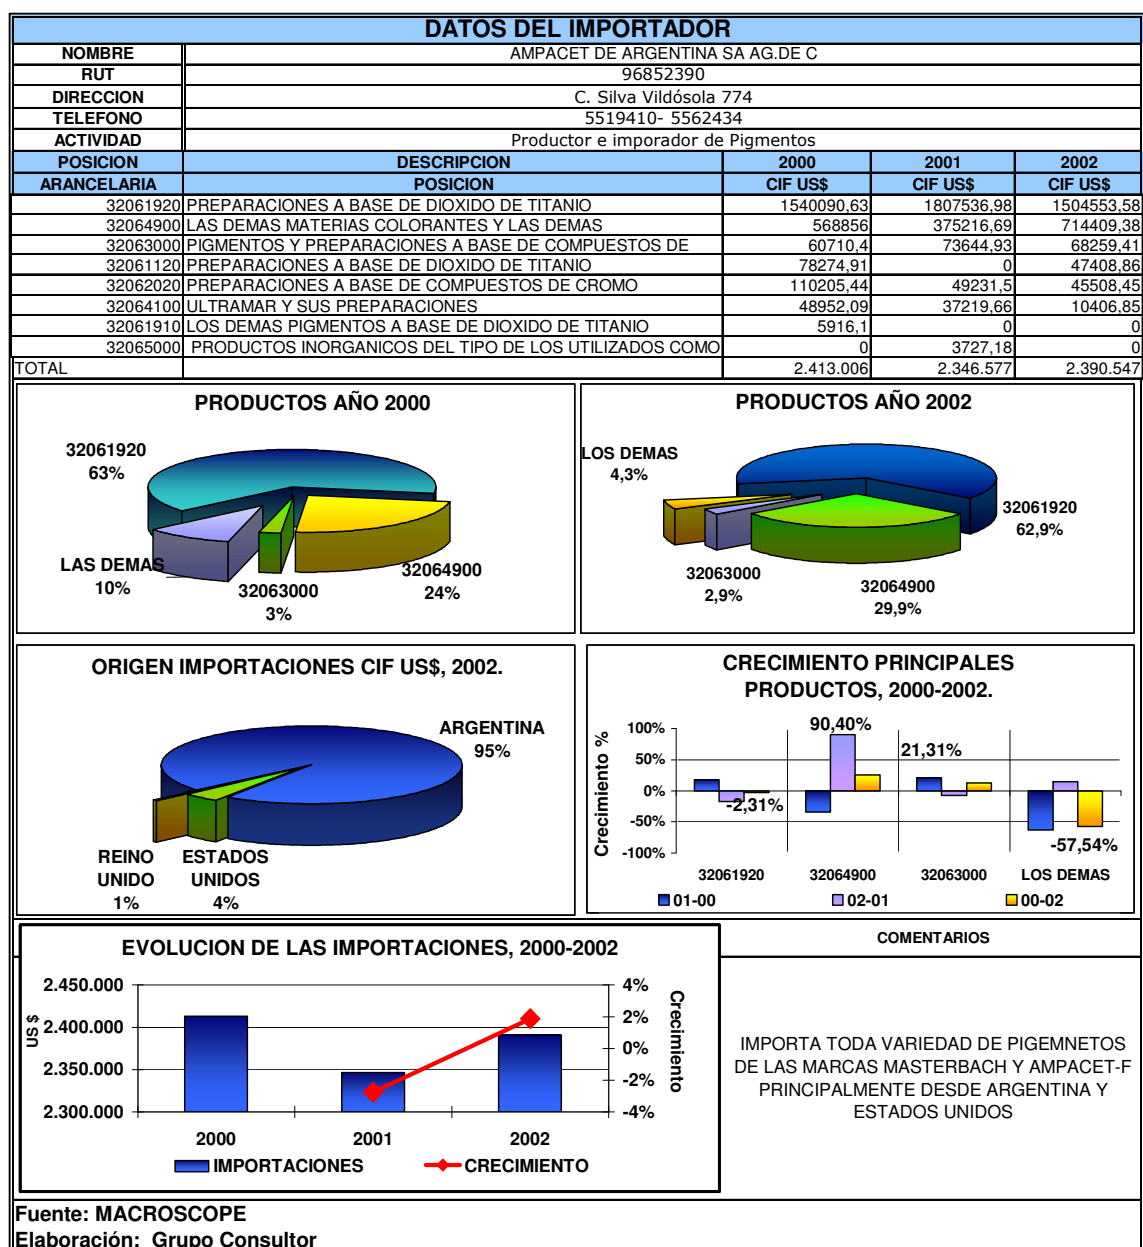 DATOS DEL IMPORTADOR
NOMBRE AMPACET DE ARGENTINA SA AG.DE C
RUT 96852390
DIRECCION C. Silva Vildósola 774
TELEFONO 5519410- 5562434
ACTIVIDAD Productor e imporador de Pigmentos
POSICION DESCRIPCION 2000 2001 2002
ARANCELARIA POSICION CIF US$ CIF US$ CIF US$
32061920 PREPARACIONES A BASE DE DIOXIDO DE TITANIO 1540090,63 1807536,98 1504553,58
32064900 LAS DEMAS MATERIAS COLORANTES Y LAS DEMAS 568856 375216,69 714409,38
32063000 PIGMENTOS Y PREPARACIONES A BASE DE COMPUESTOS DE 60710,4 73644,93 68259,41
32061120 PREPARACIONES A BASE DE DIOXIDO DE TITANIO 78274,91 0 47408,86
32062020 PREPARACIONES A BASE DE COMPUESTOS DE CROMO 110205,44 49231,5 45508,45
32064100 ULTRAMAR Y SUS PREPARACIONES 48952,09 37219,66 10406,85
32061910 LOS DEMAS PIGMENTOS A BASE DE DIOXIDO DE TITANIO 5916,1 0 0
32065000 PRODUCTOS INORGANICOS DEL TIPO DE LOS UTILIZADOS COMO 0 3727,18 0
TOTAL 2.413.006 2.346.577 2.390.547
PRODUCTOS AÑO 2000
32061920
63%
LAS DEMAS
10%
32063000
3%
32064900
24%
PRODUCTOS AÑO 2002
LOS DEMAS
4,3%
32061920
62,9%
32063000
2,9%
32064900
29,9%
ORIGEN IMPORTACIONES CIF US$, 2002.
ARGENTINA
95%
REINO
UNIDO
1%
ESTADOS
UNIDOS
4%
CRECIMIENTO PRINCIPALES
PRODUCTOS, 2000-2002.
Crecimiento %
100%
50%
0%
-50%
-100%
-2,31%
90,40%
21,31%
-57,54%
32061920 32064900 32063000 LOS DEMAS
01-00 02-01 00-02
EVOLUCION DE LAS IMPORTACIONES, 2000-2002
US $
2.450.000
2.400.000
2.350.000
2.300.000
4%
2%
0%
-2%
-4%
Crecimiento
2000 2001 2002
IMPORTACIONES CRECIMIENTO
COMENTARIOS
IMPORTA TODA VARIEDAD DE PIGEMNETOS
DE LAS MARCAS MASTERBACH Y AMPACET-F
PRINCIPALMENTE DESDE ARGENTINA Y
ESTADOS UNIDOS
Fuente: MACROSCOPE
Elaboración: Grupo Consultor